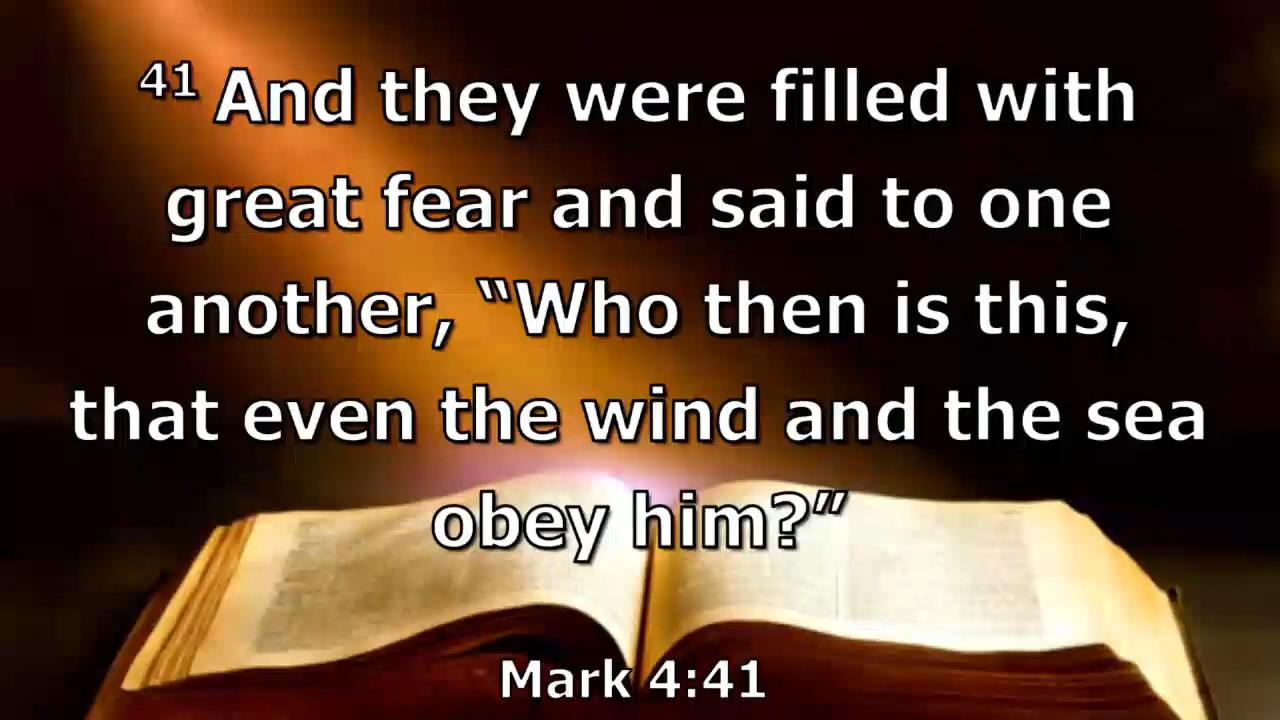 41 And they were filled with
great fear and said to one
another, “Who then is this,
that even the wind and the sea
obey him?”
Mark 4:41